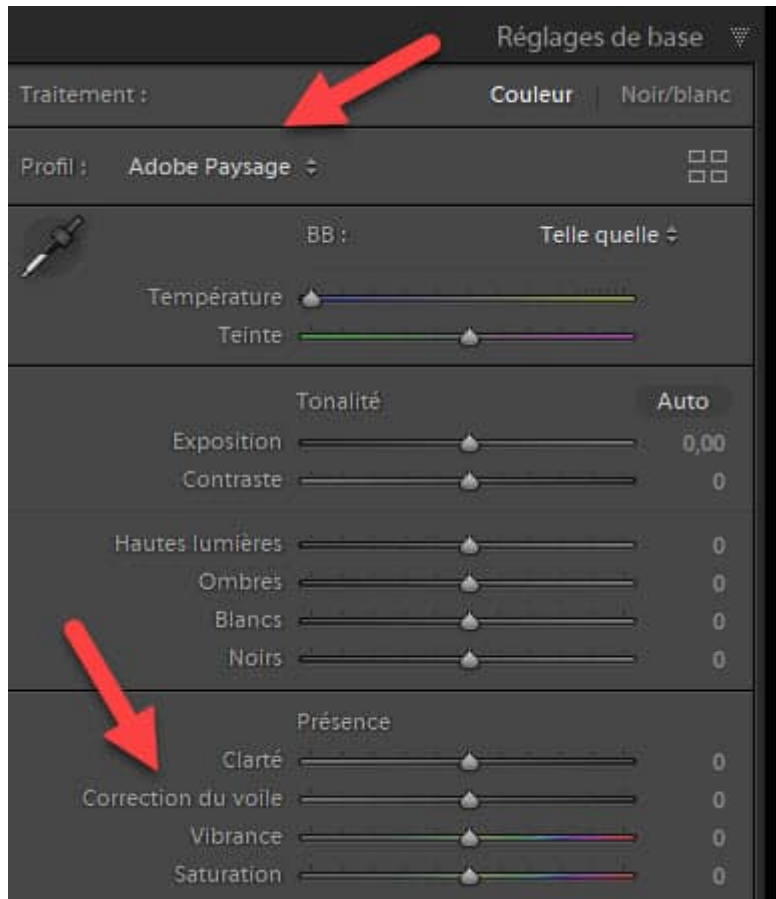 Réglages de base
Traitement : Couleur Noir/blanc
Profil : Adobe Paysage
BB : Telle quelle
Température
Teinte
Tonalité Auto
Exposition 0,00
Contraste 0
Hautes lumières 0
Ombres 0
Blancs 0
Noirs 0
Présence
Clarté 0
Correction du voile 0
Vibrance 0
Saturation 0